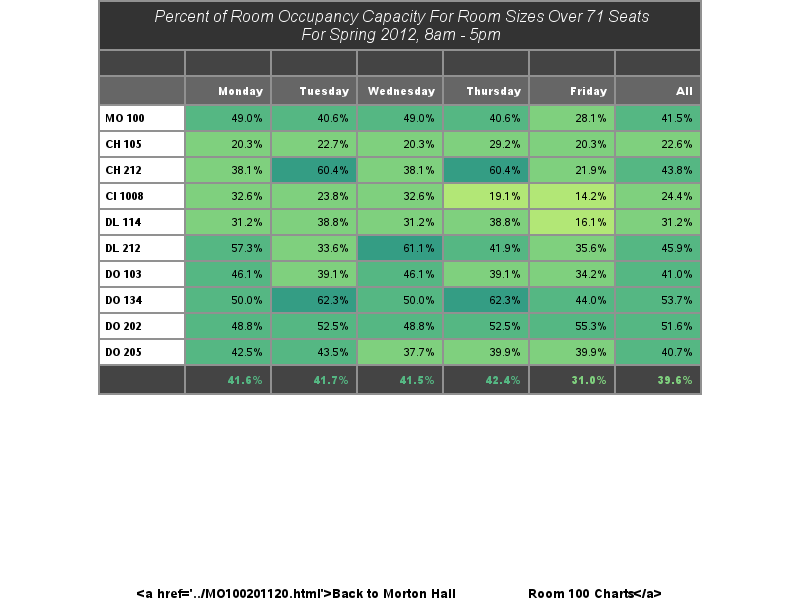 Percent of Room Occupancy Capacity For Room Sizes Over 71 Seats
For Spring 2012, 8am - 5pm
Monday Tuesday Wednesday Thursday Friday All
MO 100 49.0% 40.6% 49.0% 40.6% 28.1% 41.5%
CH 105 20.3% 22.7% 20.3% 29.2% 20.3% 22.6%
CH 212 38.1% 60.4% 38.1% 60.4% 21.9% 43.8%
CI 1008 32.6% 23.8% 32.6% 19.1% 14.2% 24.4%
DL 114 31.2% 38.8% 31.2% 38.8% 16.1% 31.2%
DL 212 57.3% 33.6% 61.1% 41.9% 35.6% 45.9%
DO 103 46.1% 39.1% 46.1% 39.1% 34.2% 41.0%
DO 134 50.0% 62.3% 50.0% 62.3% 44.0% 53.7%
DO 202 48.8% 52.5% 48.8% 52.5% 55.3% 51.6%
DO 205 42.5% 43.5% 37.7% 39.9% 39.9% 40.7%
41.6% 41.7% 41.5% 42.4% 31.0% 39.6%
<a href='../MO100201120.html'>Back to Morton Hall Room 100 Charts</a>